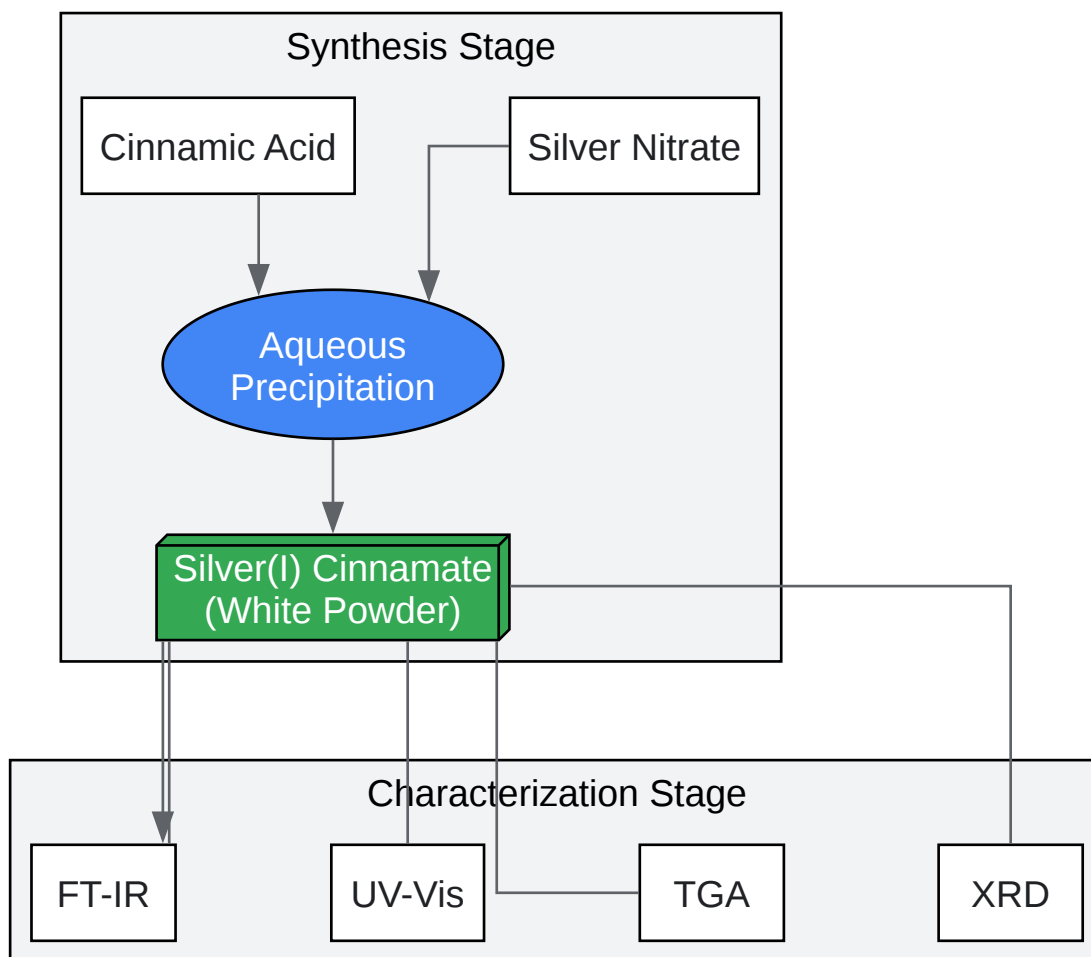 Synthesis Stage
Cinnamic Acid
Silver Nitrate
Aqueous
Precipitation
Silver(I) Cinnamate
(White Powder)
Characterization Stage
FT-IR
UV-Vis
TGA
XRD